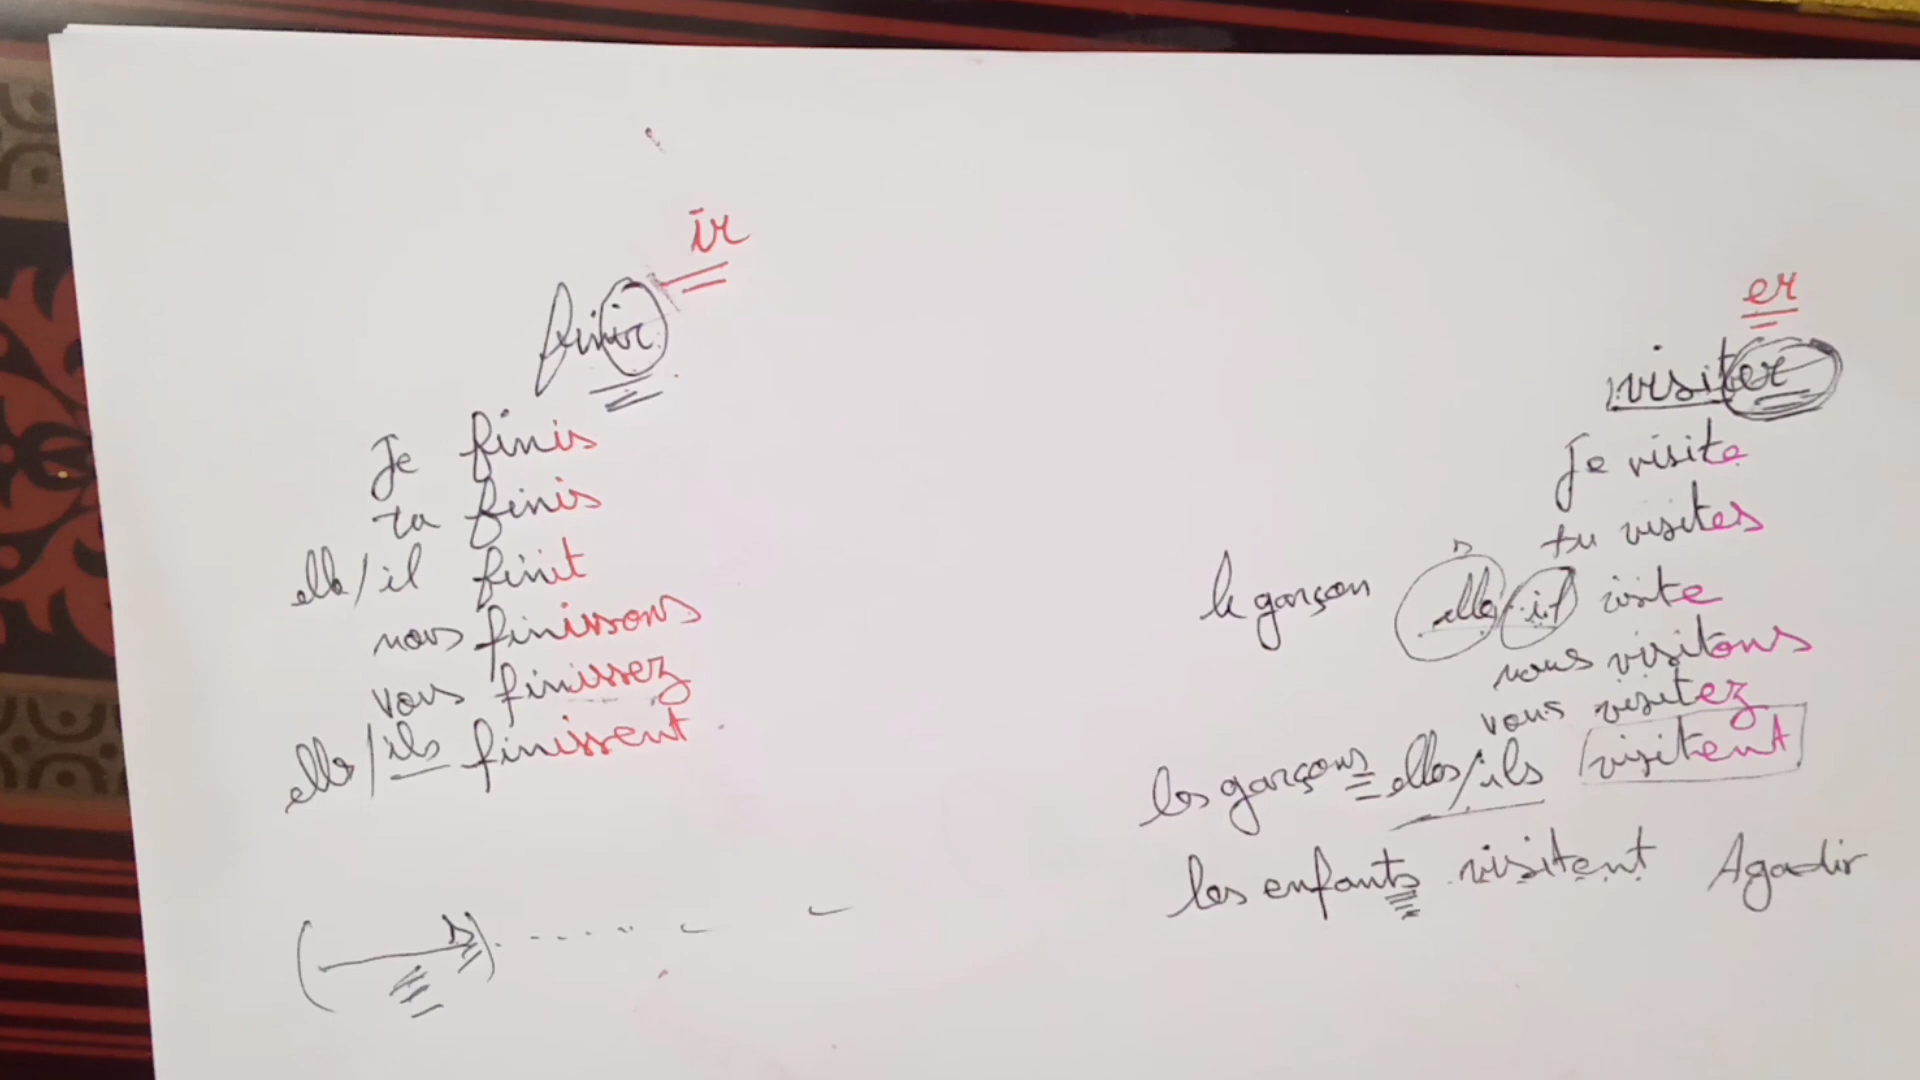 ir
finir
Je finis
tu finis
elle/il finit
nous finissons
vous finissez
elles/ils finissent
s
er
visiter
Je visite
tu visites
s
le garçon elle/il visite
nous visitons
vous visitez
les garçons = elles/ils visitent
les enfants visitent Agadir